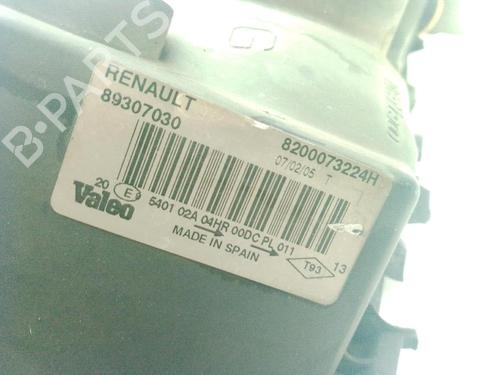 B-PARTS
RENAULT
89307030
8200073224H
07/02/05 T
20 E 5401 02A 04HR 00DC PL 011
Valeo
MADE IN SPAIN
T93 13